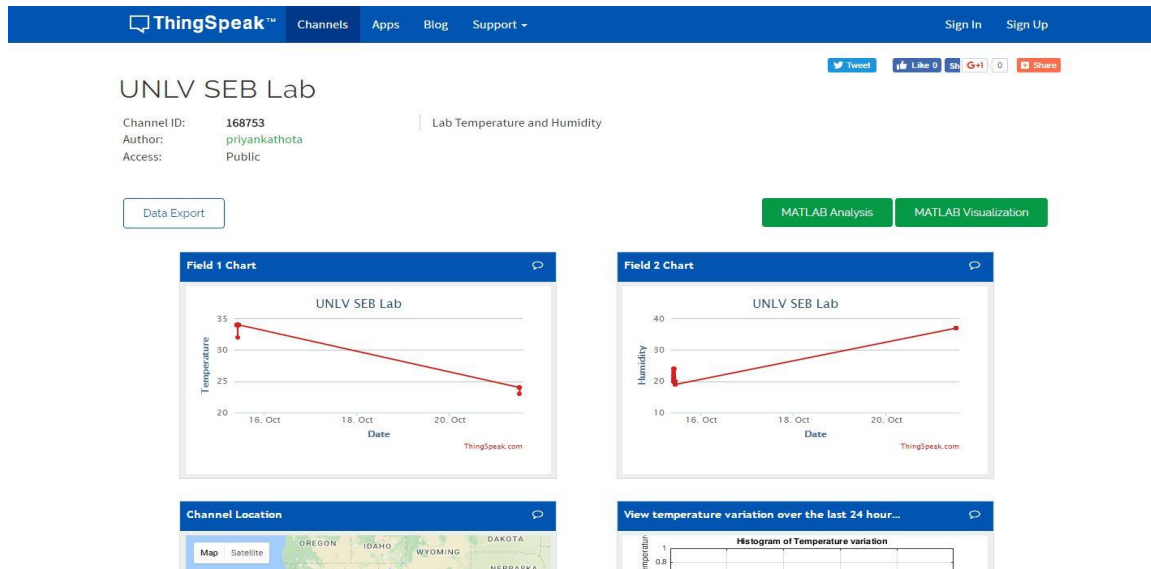 ThingSpeak™ Channels Apps Blog Support Sign In Sign Up
Tweet Like 0 Sh G+1 0 Share
UNLV SEB Lab
Channel ID: 168753 Lab Temperature and Humidity
Author: priyankathota
Access: Public
Data Export MATLAB Analysis MATLAB Visualization
Field 1 Chart
UNLV SEB Lab
35
30
25
20
Temperature
16. Oct 18. Oct 20. Oct
Date
ThingSpeak.com
Field 2 Chart
UNLV SEB Lab
40
30
20
10
Humidity
16. Oct 18. Oct 20. Oct
Date
ThingSpeak.com
Channel Location
Map Satellite
OREGON IDAHO WYOMING DAKOTA
NEBRASKA
View temperature variation over the last 24 hour...
Histogram of Temperature variation
1
0.8